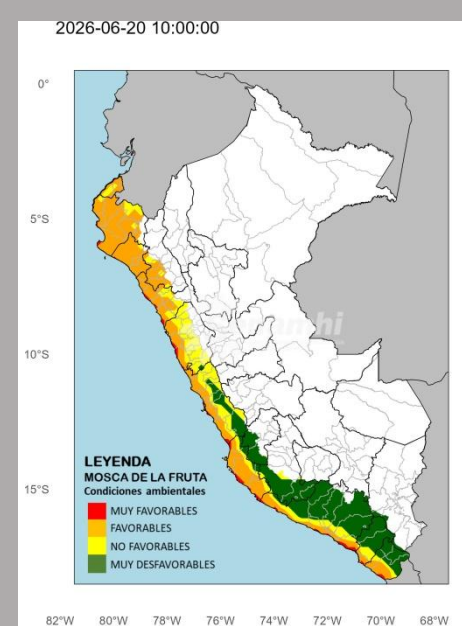 2026-06-20 10:00:00
0°
5°S
10°S
15°S
LEYENDA
MOSCA DE LA FRUTA
Condiciones ambientales
MUY FAVORABLES
FAVORABLES
NO FAVORABLES
MUY DESFAVORABLES
82°W 80°W 78°W 76°W 74°W 72°W 70°W 68°W